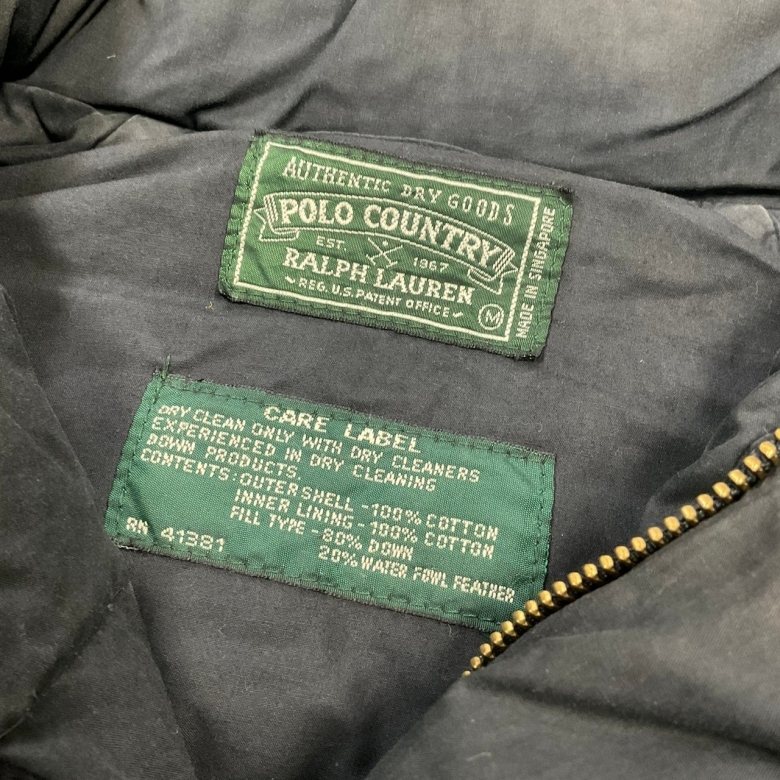 AUTHENTIC DRY GOODS
POLO COUNTRY
EST. 1967
RALPH LAUREN
REG. U.S. PATENT OFFICE
M
MADE IN SINGAPORE
CARE LABEL
DRY CLEAN ONLY WITH DRY CLEANERS
EXPERIENCED IN DRY CLEANING
DOWN PRODUCTS.
CONTENTS: OUTER SHELL -100% COTTON
INNER LINING -100% COTTON
FILL TYPE -80% DOWN
20% WATER FOWL FEATHER
RN 41381